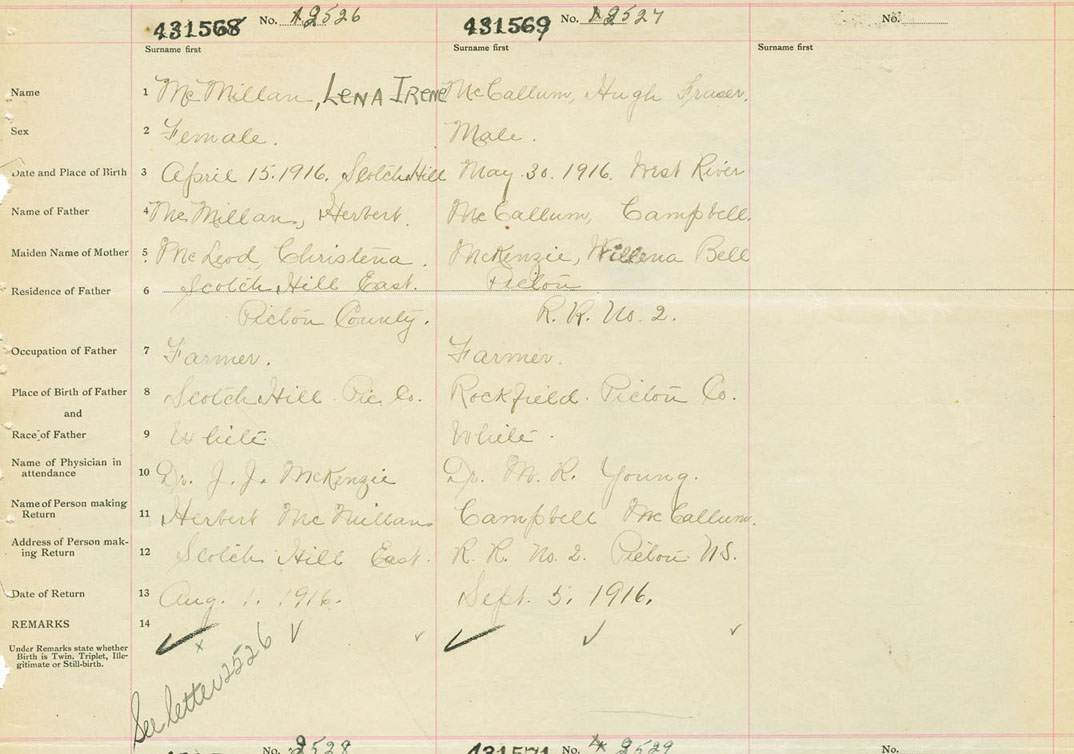 431568 No. 12526 431569 No. 12527 No.
Surname first Surname first Surname first
Name 1 McMillan, LENA IRENE McCallum, Hugh Fraser.
Sex 2 Female. Male.
Date and Place of Birth 3 April 15.1916. Scotch Hill May 30. 1916. West River
Name of Father 4 McMillan, Herbert. McCallum, Campbell.
Maiden Name of Mother 5 McLeod, Christena. McKenzie, Willena Bell
Residence of Father 6 Scotch Hill East. Pictou
Pictou County. R. R. No. 2.
Occupation of Father 7 Farmer. Farmer.
Place of Birth of Father 8 Scotch Hill Pic Co. Rockfield Pictou Co.
and
Race of Father 9 White White.
Name of Physician in
attendance 10 Dr. J. J. McKenzie Dr. M. R. Young.
Name of Person making
Return 11 Herbert McMillan Campbell McCallum.
Address of Person mak-
ing Return 12 Scotch Hill East. R. R. No. 2. Pictou N.S.
Date of Return 13 Aug. 1. 1916. Sept. 5. 1916.
REMARKS 14
Under Remarks state whether
Birth is Twin, Triplet, Ille-
gitimate or Still-birth.
See letter 2526
No. 2528 431571 No. 2529 No.